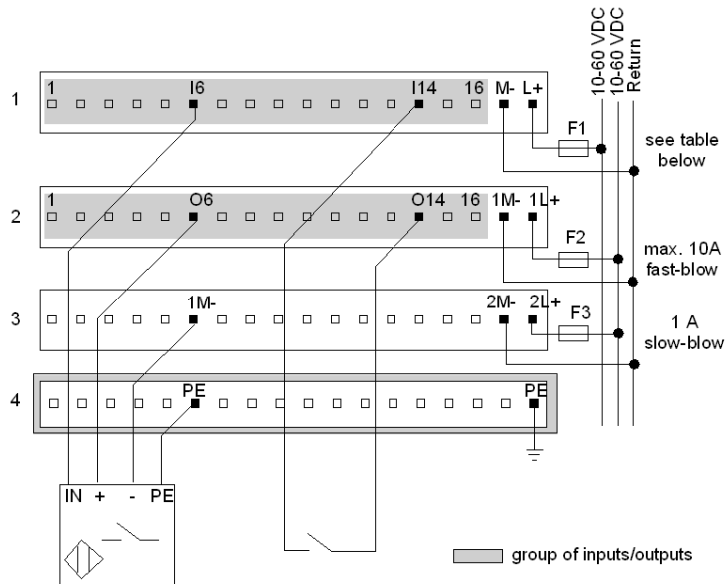 10-60 VDC
10-60 VDC
Return
1
1 I6 I14 16 M- L+
F1
see table
below
2
1 O6 O14 16 1M- 1L+
F2
max. 10A
fast-blow
3
1M- 2M- 2L+
F3
1 A
slow-blow
4
PE PE
IN + - PE
group of inputs/outputs